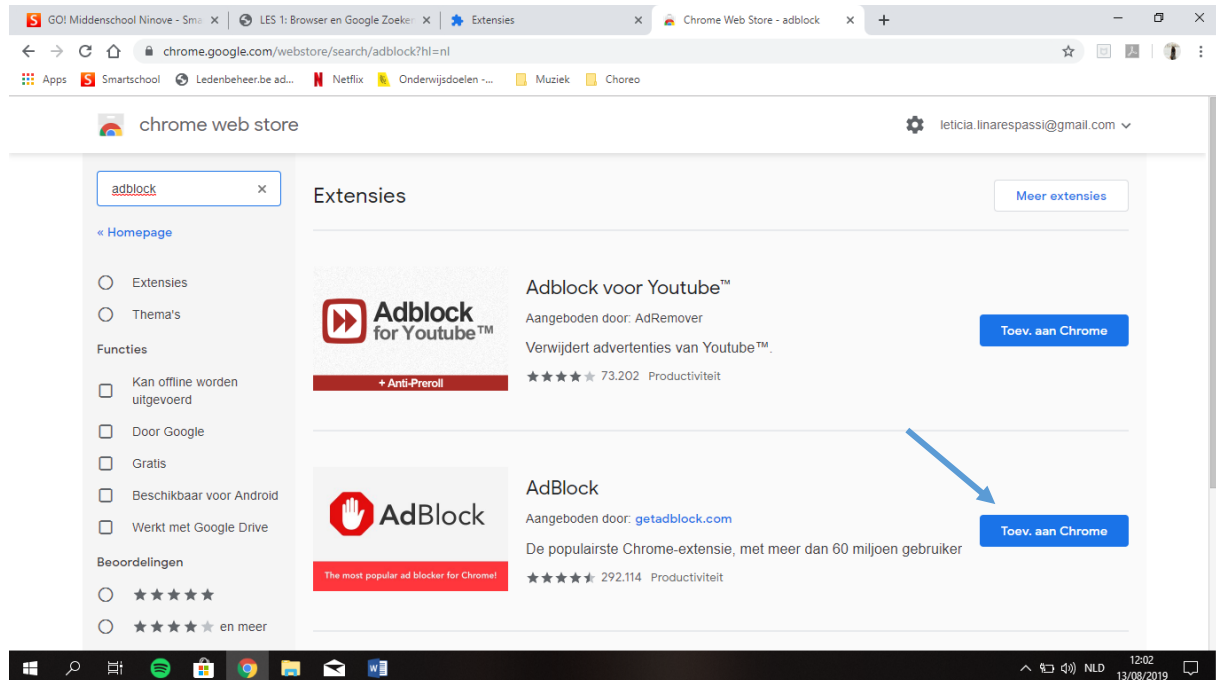 GO! Middenschool Ninove - Sma
LES 1: Browser en Google Zoeke
Extensies
Chrome Web Store - adblock
chrome.google.com/webstore/search/adblock?hl=nl
Apps
Smartschool
Ledenbeheer.be ad...
Netflix
Onderwijsdoelen -...
Muziek
Choreo
chrome web store
leticia.linarespassi@gmail.com
adblock
Extensies
Meer extensies
« Homepage
Extensies
Thema's
Functies
Kan offline worden
uitgevoerd
Door Google
Gratis
Beschikbaar voor Android
Werkt met Google Drive
Beoordelingen
en meer
Adblock
for Youtube™
+ Anti-Preroll
Adblock voor Youtube™
Aangeboden door: AdRemover
Verwijdert advertenties van Youtube™.
73.202 Productiviteit
Toev. aan Chrome
AdBlock
The most popular ad blocker for Chrome!
AdBlock
Aangeboden door: getadblock.com
De populairste Chrome-extensie, met meer dan 60 miljoen gebruiker
292.114 Productiviteit
Toev. aan Chrome
NLD
12:02
13/08/2019